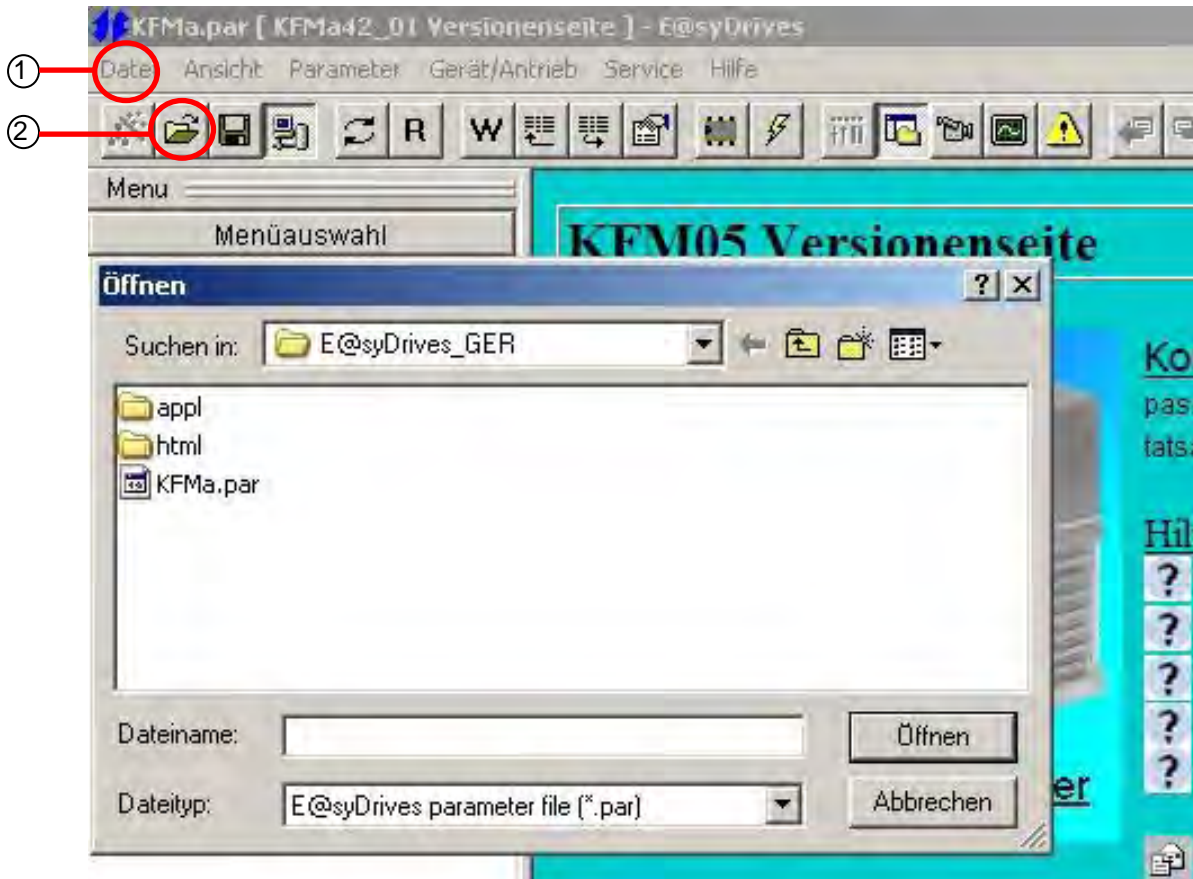 KFMa.par [ KFMa42_01 Versionenseite ] - E@syDrives
1
Datei Ansicht Parameter Gerät/Antrieb Service Hilfe
2
R W
Menu
Menüauswahl
KFM05 Versionenseite
Öffnen
Suchen in: E@syDrives_GER
appl
html
KFMa.par
Dateiname:
Öffnen
Dateityp: E@syDrives parameter file (*.par)
Abbrechen
Ko
pas
tats
Hil
?
?
?
?
?
er